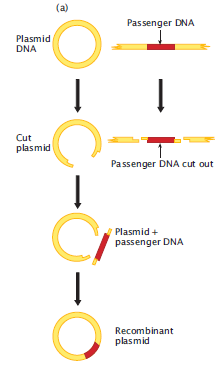 (a)
Plasmid
DNA
Passenger DNA
Cut
plasmid
Passenger DNA cut out
Plasmid +
passenger DNA
Recombinant
plasmid